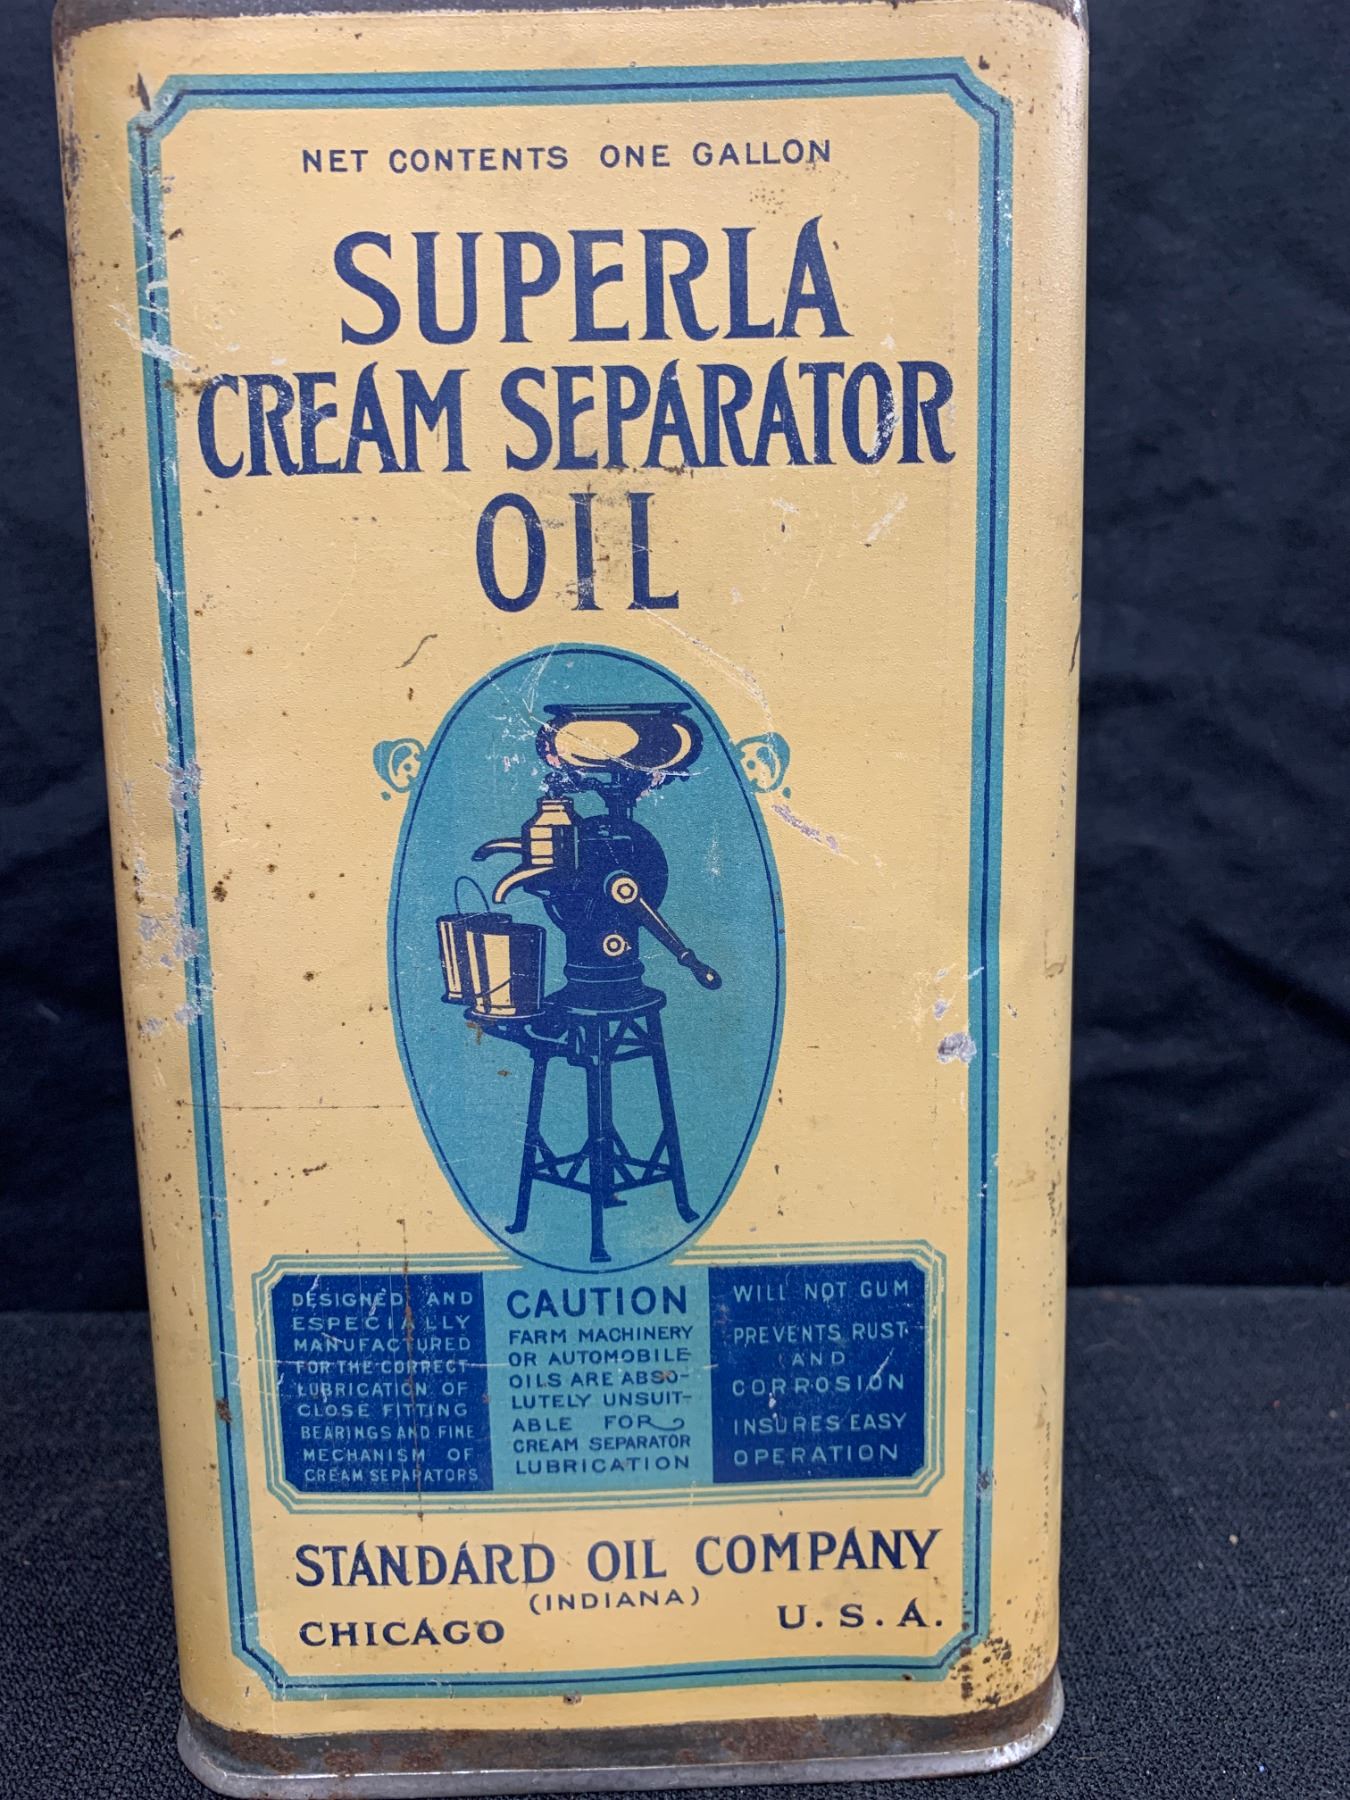 NET CONTENTS ONE GALLON
SUPERLA
CREAM SEPARATOR
OIL
DESIGNED AND
ESPECIALLY
MANUFACTURED
FOR THE CORRECT
LUBRICATION OF
CLOSE FITTING
BEARINGS AND FINE
MECHANISM OF
CREAM SEPARATORS
CAUTION
FARM MACHINERY
OR AUTOMOBILE
OILS ARE ABSO-
LUTELY UNSUIT-
ABLE FOR
CREAM SEPARATOR
LUBRICATION
WILL NOT GUM
PREVENTS RUST
AND
CORROSION
INSURES EASY
OPERATION
STANDARD OIL COMPANY
(INDIANA)
CHICAGO U.S.A.